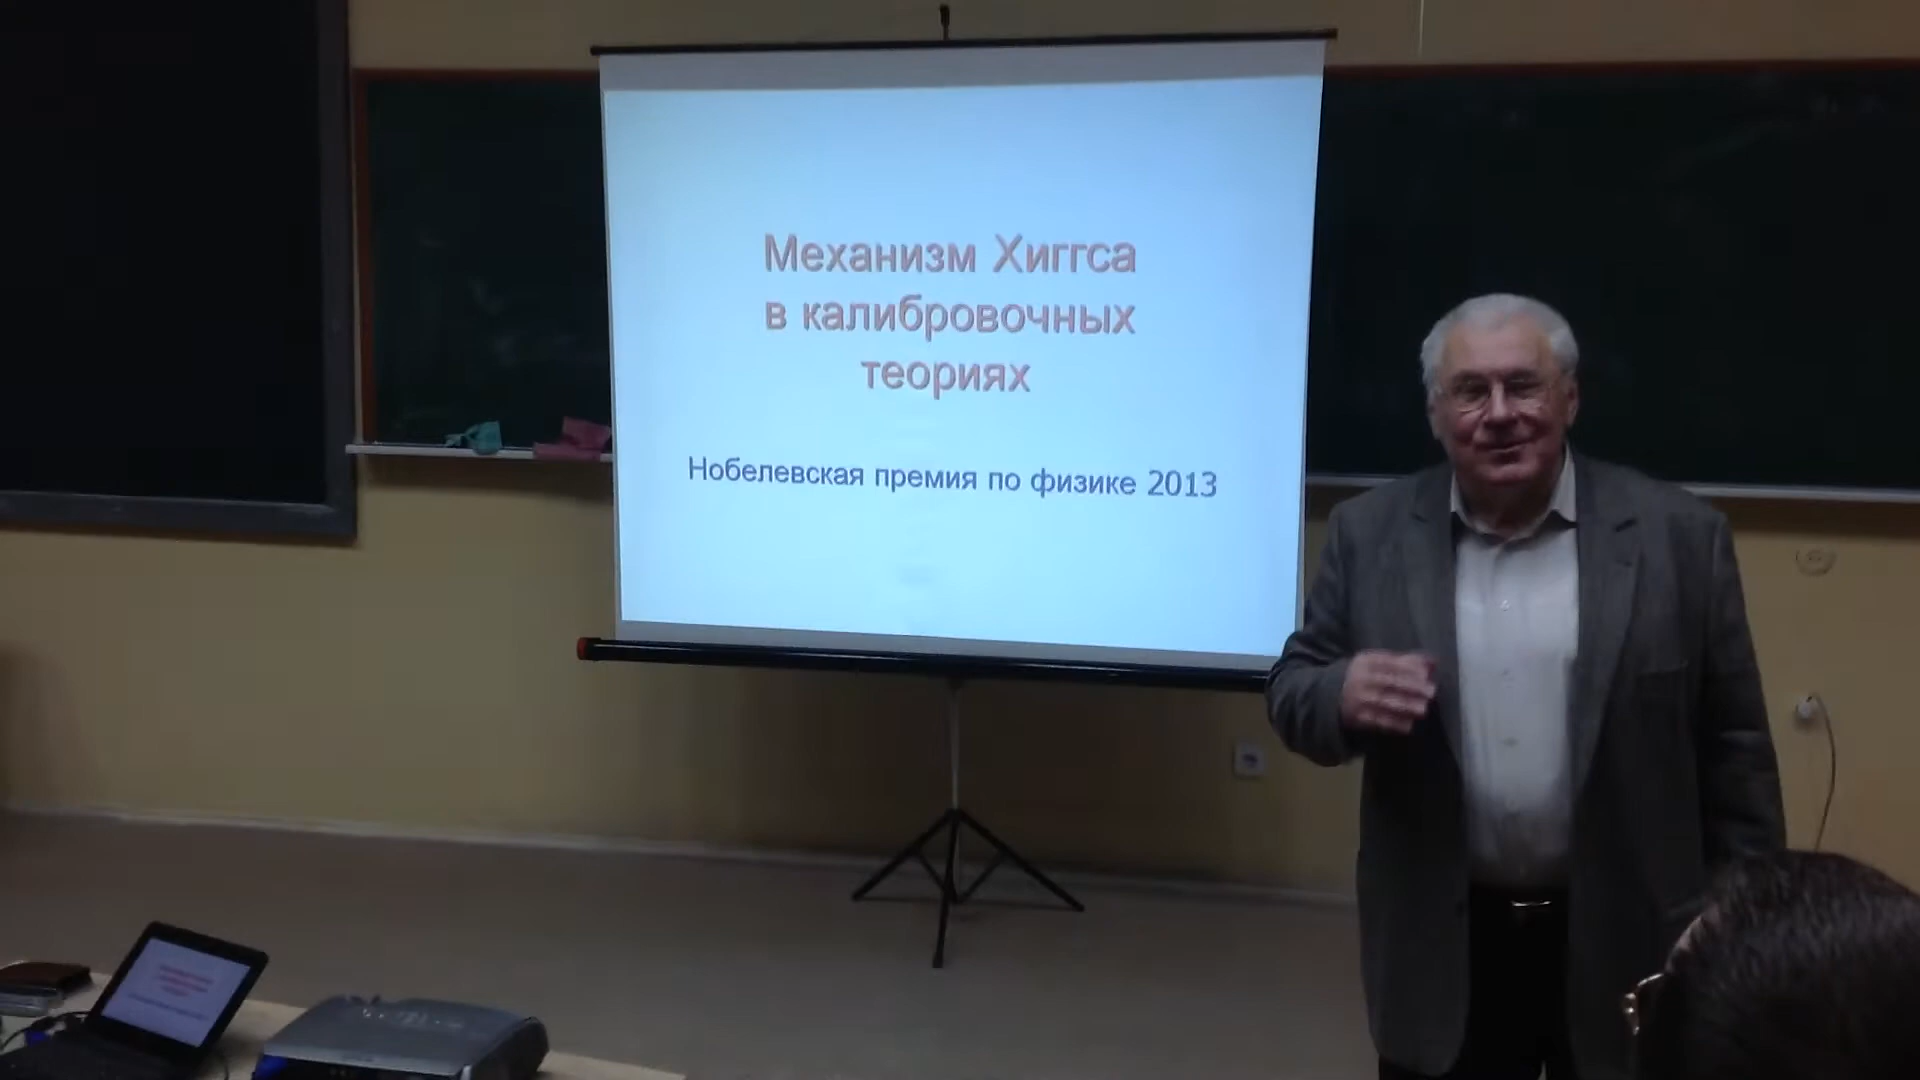 Механизм Хиггса
в калибровочных
теориях
Нобелевская премия по физике 2013